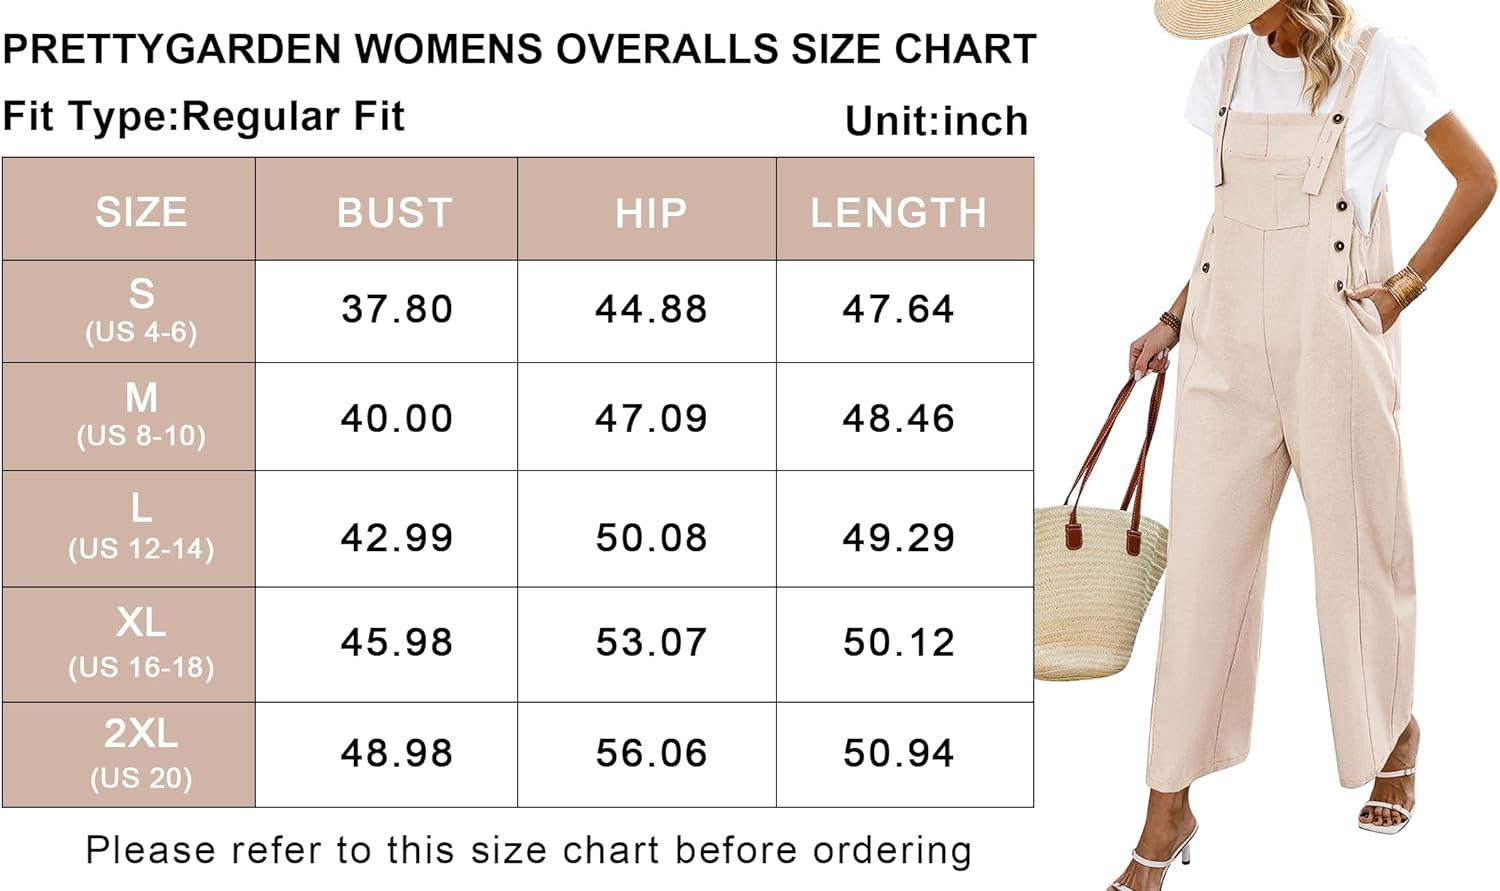 PRETTYGARDEN WOMENS OVERALLS SIZE CHART
Fit Type:Regular Fit Unit:inch
SIZE BUST HIP LENGTH
S
(US 4-6) 37.80 44.88 47.64
M
(US 8-10) 40.00 47.09 48.46
L
(US 12-14) 42.99 50.08 49.29
XL
(US 16-18) 45.98 53.07 50.12
2XL
(US 20) 48.98 56.06 50.94
Please refer to this size chart before ordering